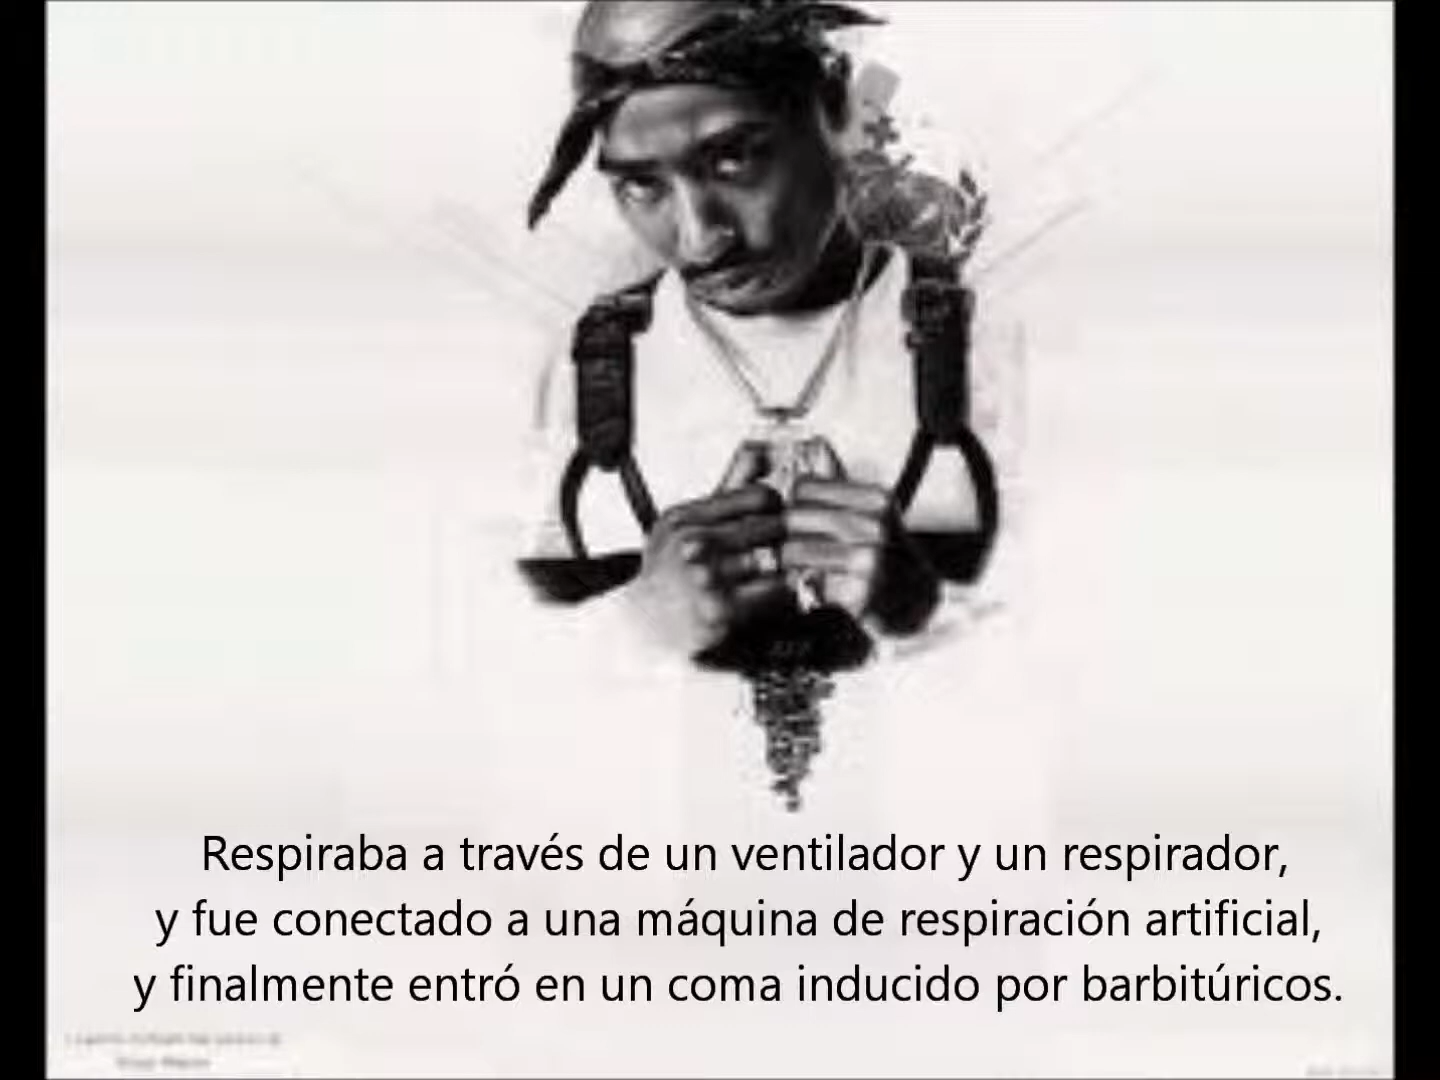 Respiraba a través de un ventilador y un respirador,
y fue conectado a una máquina de respiración artificial,
y finalmente entró en un coma inducido por barbitúricos.